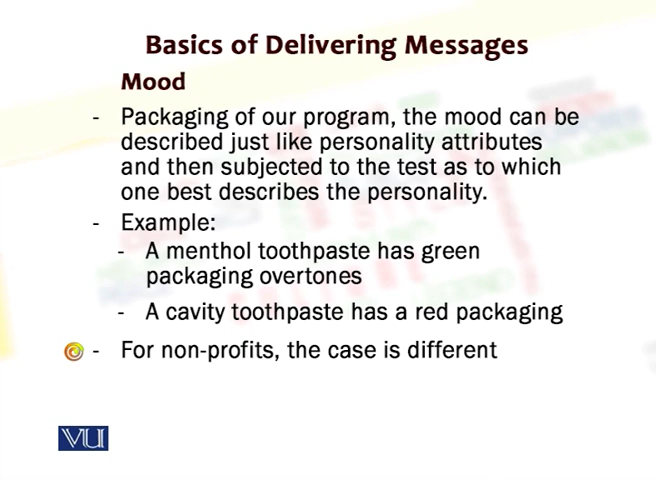 Basics of Delivering Messages
Mood
- Packaging of our program, the mood can be
described just like personality attributes
and then subjected to the test as to which
one best describes the personality.
- Example:
- A menthol toothpaste has green
packaging overtones
- A cavity toothpaste has a red packaging
- For non-profits, the case is different
VU